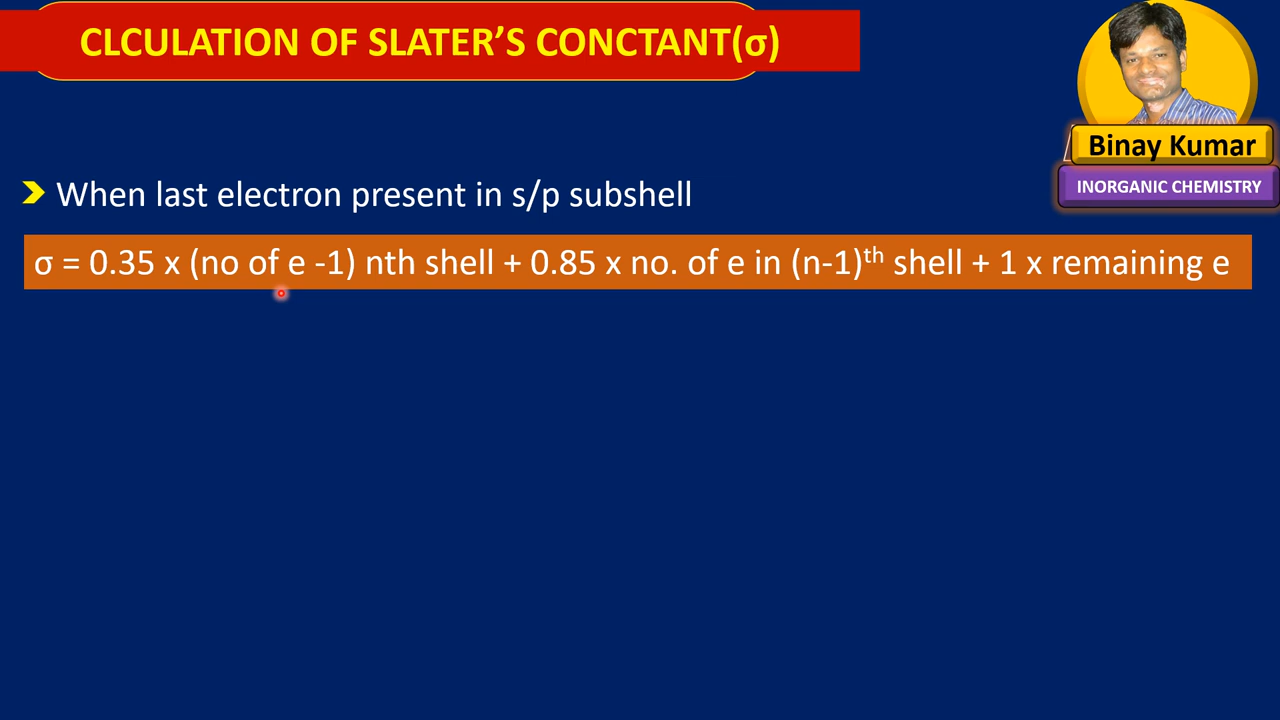 CLCULATION OF SLATER’S CONCTANT(σ)
Binay Kumar
INORGANIC CHEMISTRY
When last electron present in s/p subshell
σ = 0.35 x (no of e -1) nth shell + 0.85 x no. of e in (n-1)ᵗʰ shell + 1 x remaining e